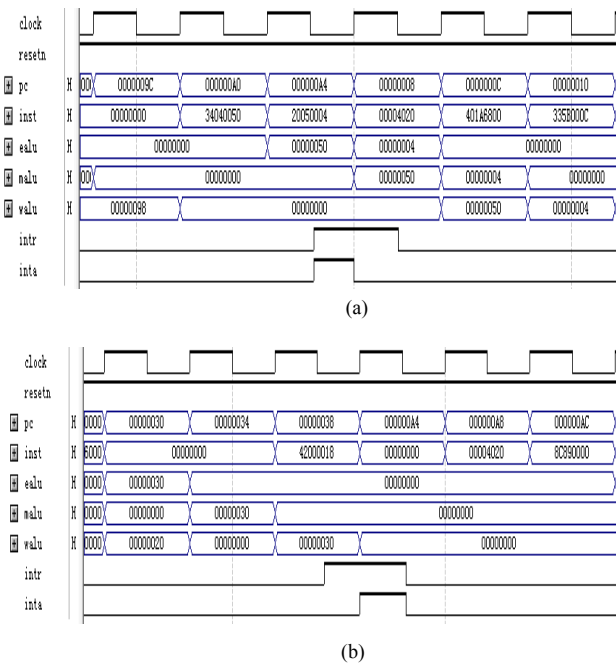 clock
resetn
pc H 00 0000009C 000000A0 000000A4 00000008 0000000C 00000010
inst H 00000000 34040050 20050004 00004020 401A6800 335B000C
ealu H 00000000 00000050 00000004 00000000
malu H 00 00000000 00000050 00000004 00000000
walu H 00000098 00000000 00000050 00000004
intr
inta
(a)
clock
resetn
pc H 0000 00000030 00000034 00000038 000000A4 000000A8 000000AC
inst H 6000 00000000 42000018 00000000 00004020 8C890000
ealu H 0000 00000030 00000000
malu H 0000 00000000 00000030 00000000
walu H 0000 00000020 00000000 00000030 00000000
intr
inta
(b)